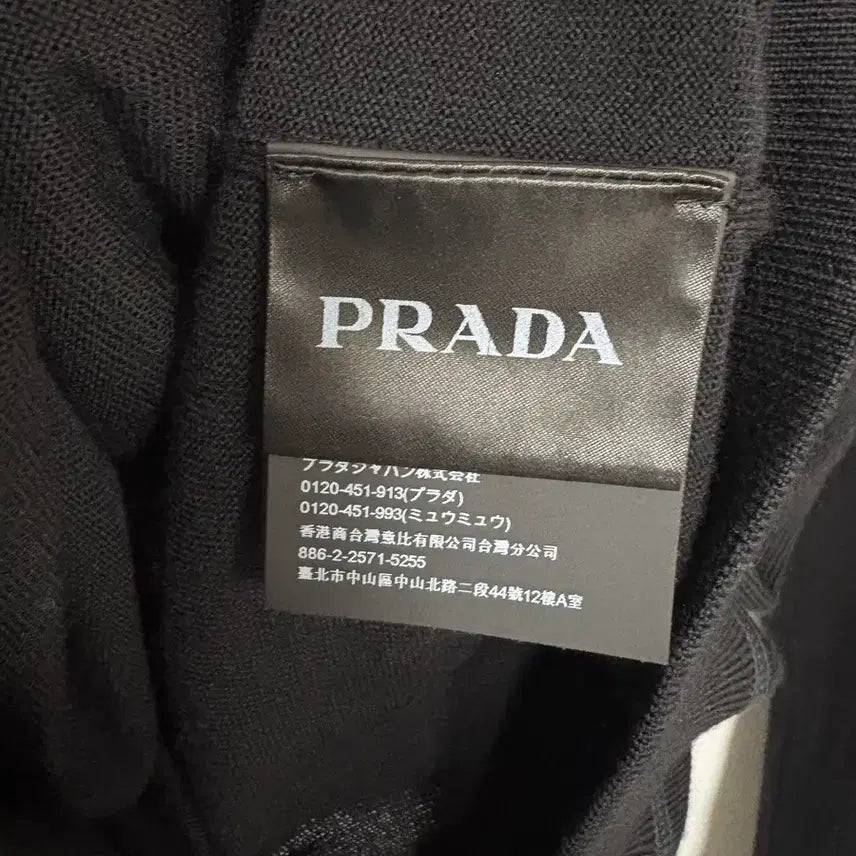 PRADA
プラダジャパン株式会社
0120-451-913(プラダ)
0120-451-993(ミュウミュウ)
香港商台灣意比有限公司台灣分公司
886-2-2571-5255
臺北市中山區中山北路二段44號12樓A室